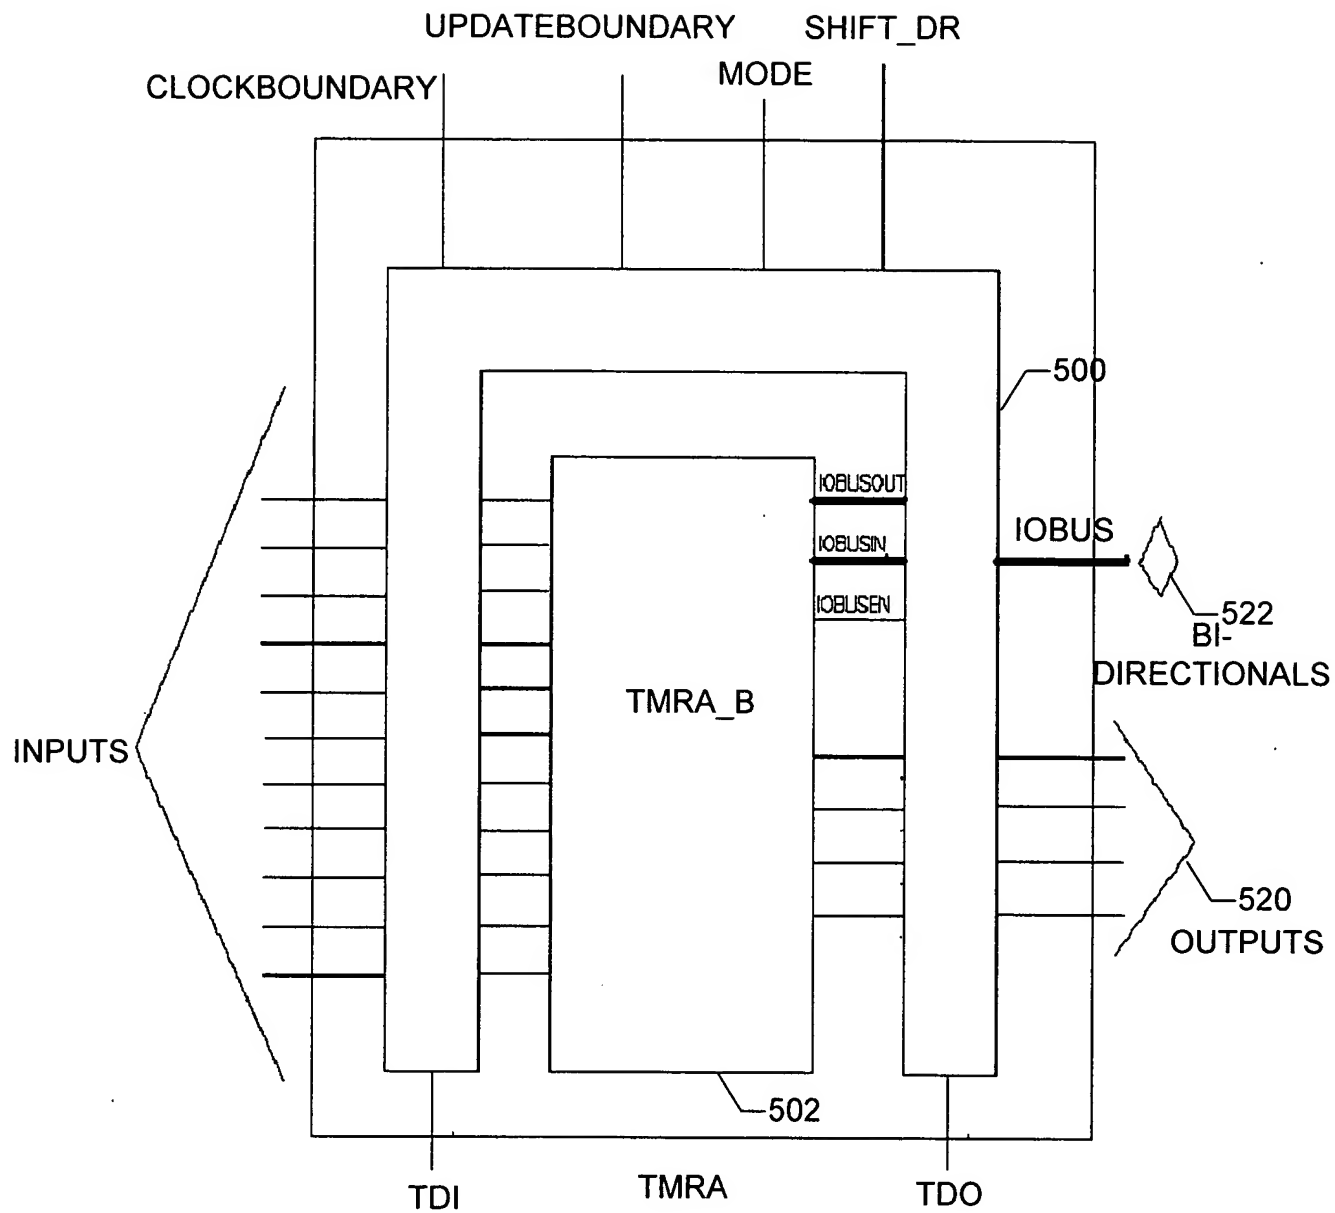 UPDATEBOUNDARY SHIFT_DR
CLOCKBOUNDARY MODE
500
IOBUSOUT
IOBUSIN
IOBUS
IOBUSEN
522
BI-
DIRECTIONALS
TMRA_B
INPUTS
520
OUTPUTS
502
TDI TMRA TDO